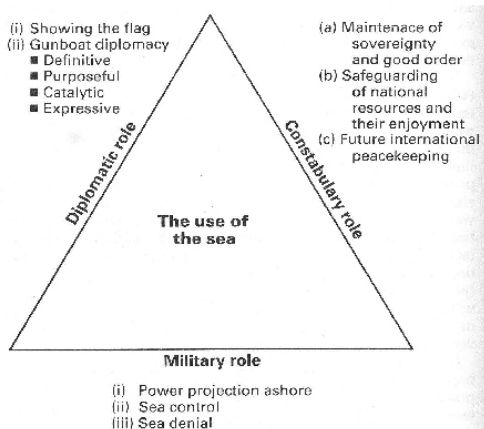 (i) Showing the flag
(ii) Gunboat diplomacy
■ Definitive
■ Purposeful
■ Catalytic
■ Expressive
(a) Maintenace of
sovereignty
and good order
(b) Safeguarding
of national
resources and
their enjoyment
(c) Future international
peacekeeping
Diplomatic role
Constabulary role
The use of
the sea
Military role
(i) Power projection ashore
(ii) Sea control
(iii) Sea denial